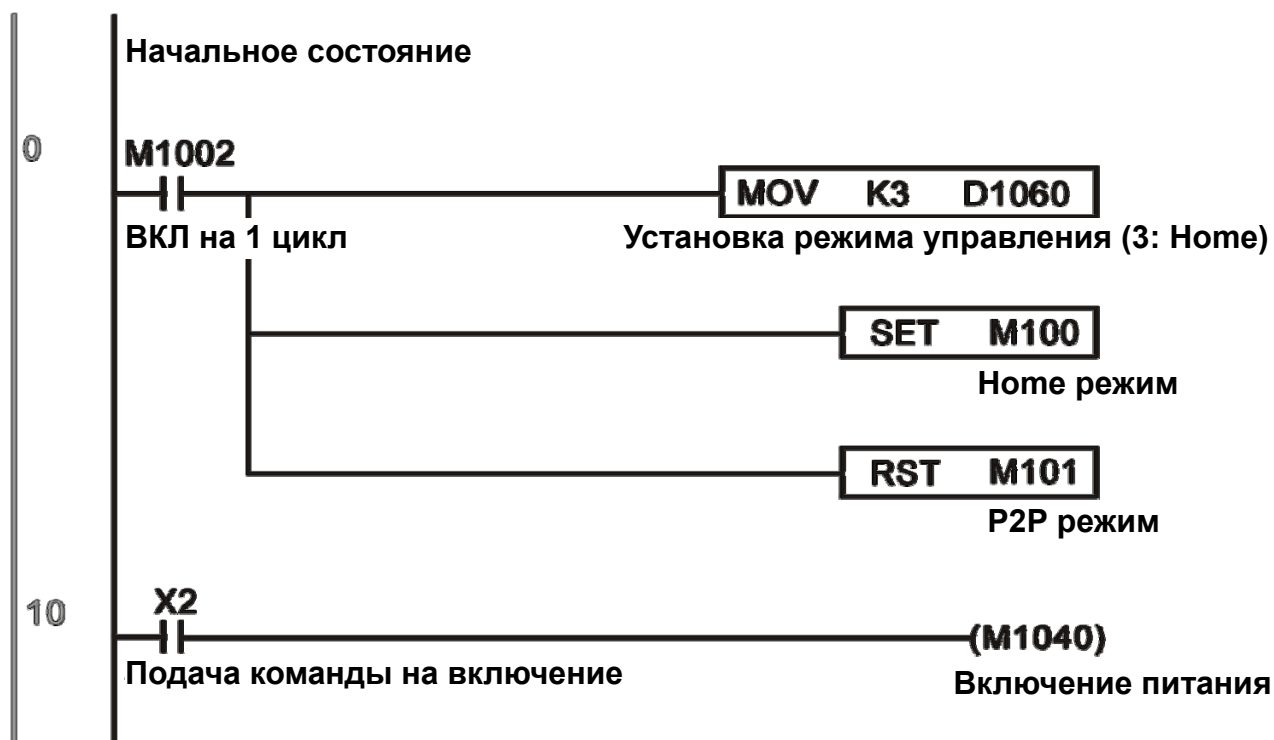 Начальное состояние
0
M1002
MOV K3 D1060
ВКЛ на 1 цикл
Установка режима управления (3: Home)
SET M100
Home режим
RST M101
P2P режим
10
X2
(M1040)
Подача команды на включение
Включение питания